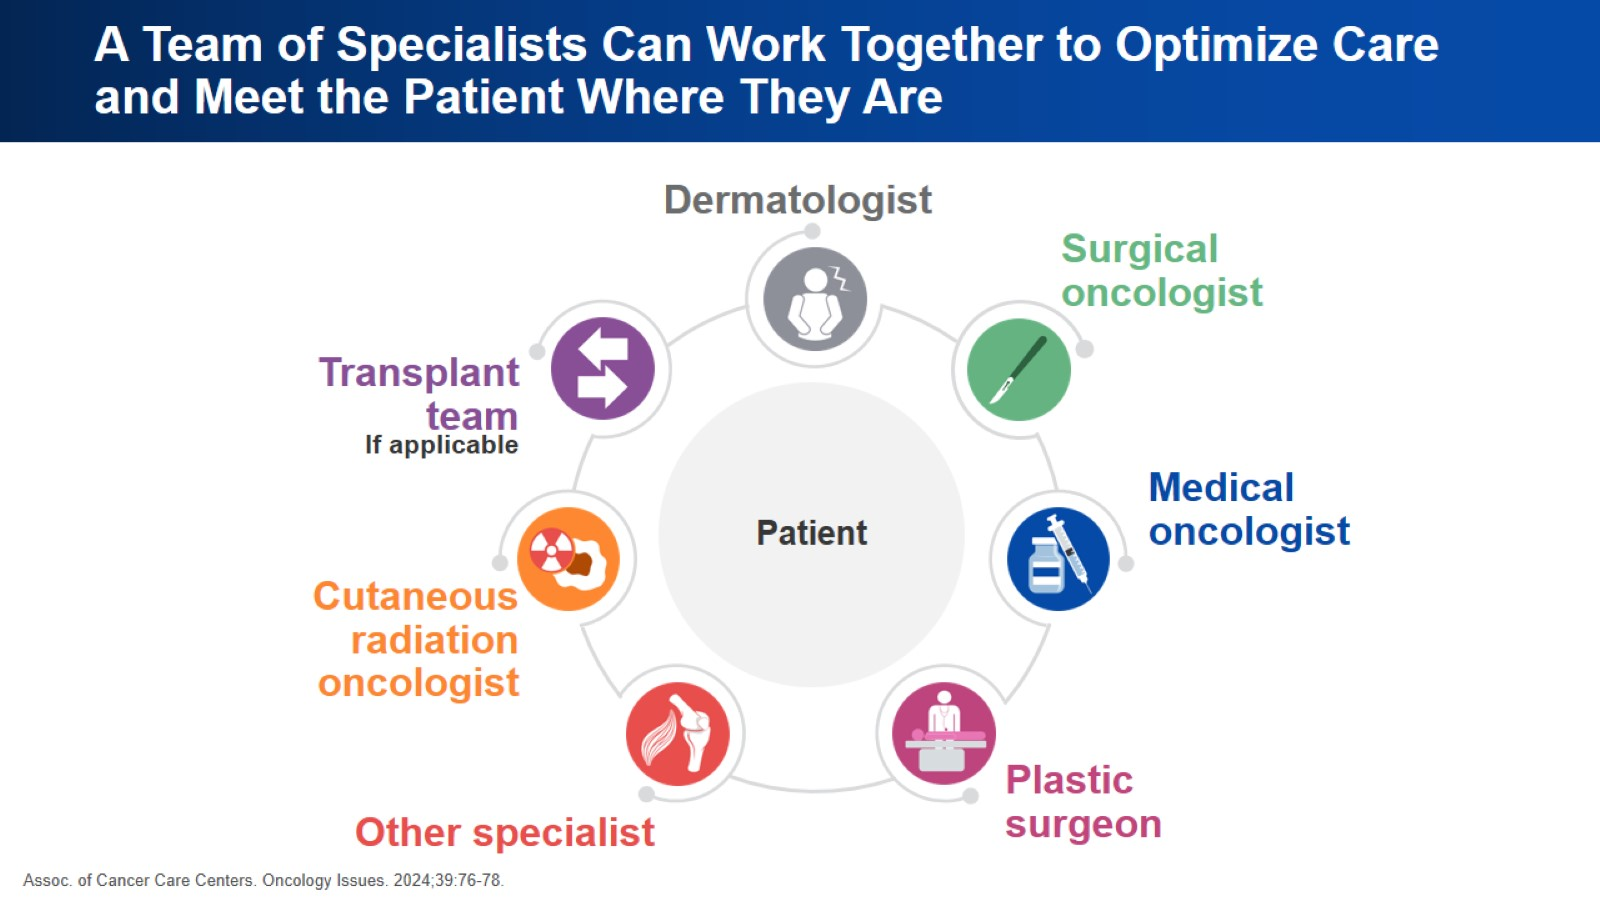 A Team of Specialists Can Work Together to Optimize Care
and Meet the Patient Where They Are
Dermatologist
Surgical
oncologist
Medical
oncologist
Plastic
surgeon
Other specialist
Cutaneous
radiation
oncologist
Transplant
team
If applicable
Patient
Assoc. of Cancer Care Centers. Oncology Issues. 2024;39:76-78.